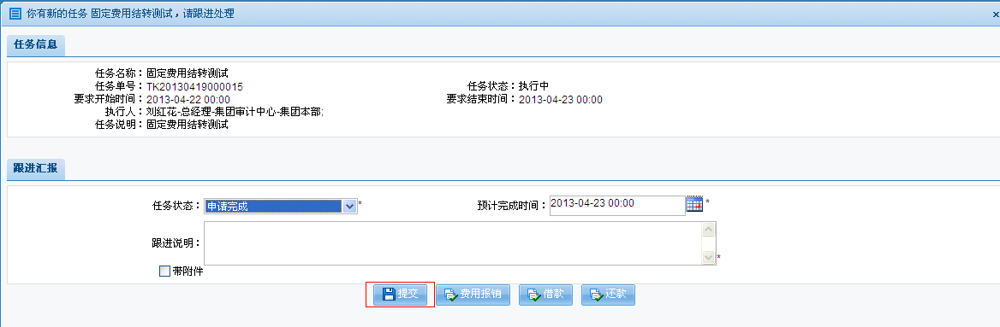 你有新的任务 固定费用结转测试，请跟进处理
任务信息
任务名称：固定费用结转测试
任务单号：TK20130419000015 任务状态：执行中
要求开始时间：2013-04-22 00:00 要求结束时间：2013-04-23 00:00
执行人：刘红花-总经理-集团审计中心-集团本部;
任务说明：固定费用结转测试
跟进汇报
任务状态：申请完成* 预计完成时间：2013-04-23 00:00 *
跟进说明：*
带附件
提交 费用报销 借款 还款